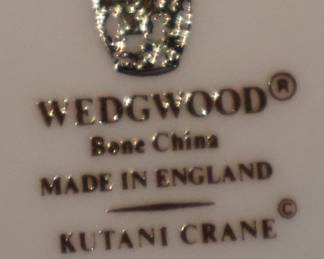 WEDGWOOD®
Bone China
MADE IN ENGLAND
KUTANI CRANE©